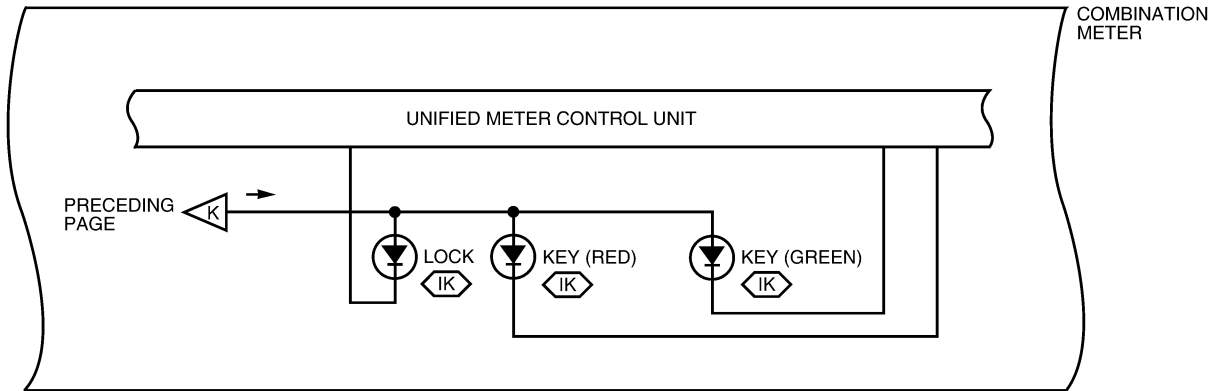 COMBINATION
METER
UNIFIED METER CONTROL UNIT
PRECEDING
PAGE
K
LOCK
IK
KEY (RED)
IK
KEY (GREEN)
IK